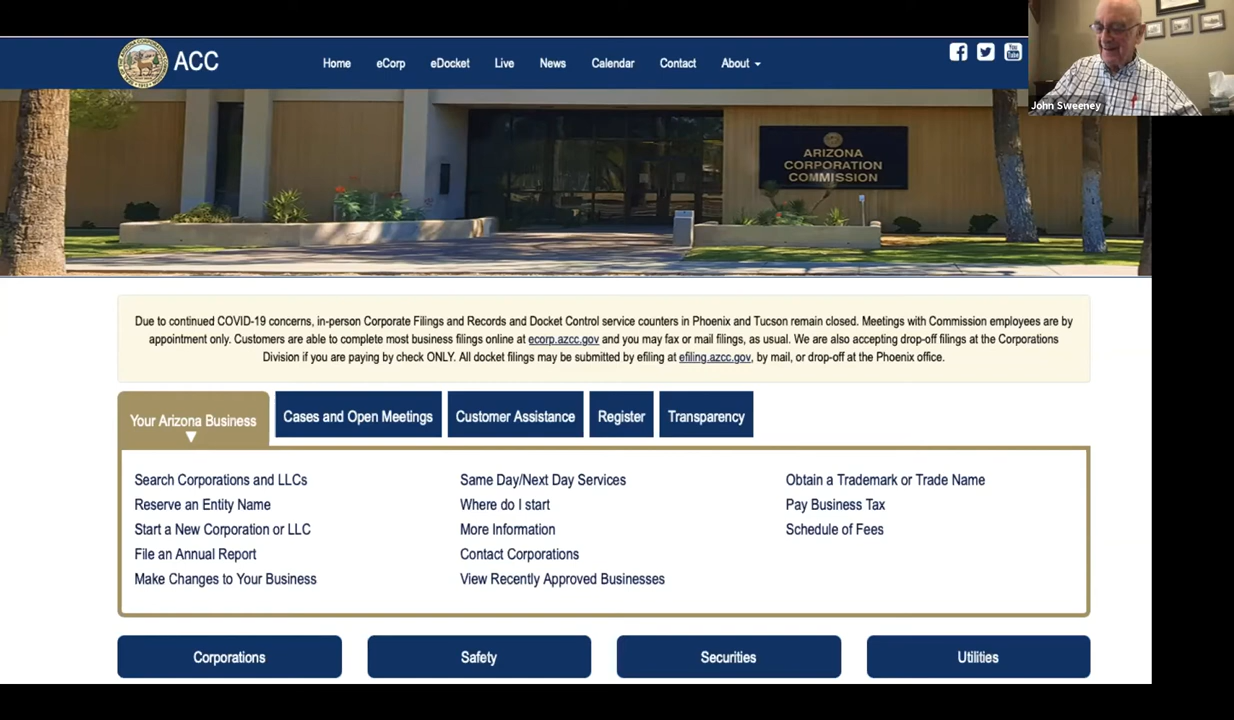 ACC
Home
eCorp
eDocket
Live
News
Calendar
Contact
About
You
Tube
John Sweeney
ARIZONA
CORPORATION
COMMISSION
Due to continued COVID-19 concerns, in-person Corporate Filings and Records and Docket Control service counters in Phoenix and Tucson remain closed. Meetings with Commission employees are by
appointment only. Customers are able to complete most business filings online at ecorp.azcc.gov and you may fax or mail filings, as usual. We are also accepting drop-off filings at the Corporations
Division if you are paying by check ONLY. All docket filings may be submitted by efiling at efiling.azcc.gov, by mail, or drop-off at the Phoenix office.
Your Arizona Business
Cases and Open Meetings
Customer Assistance
Register
Transparency
Search Corporations and LLCs
Reserve an Entity Name
Start a New Corporation or LLC
File an Annual Report
Make Changes to Your Business
Same Day/Next Day Services
Where do I start
More Information
Contact Corporations
View Recently Approved Businesses
Obtain a Trademark or Trade Name
Pay Business Tax
Schedule of Fees
Corporations
Safety
Securities
Utilities